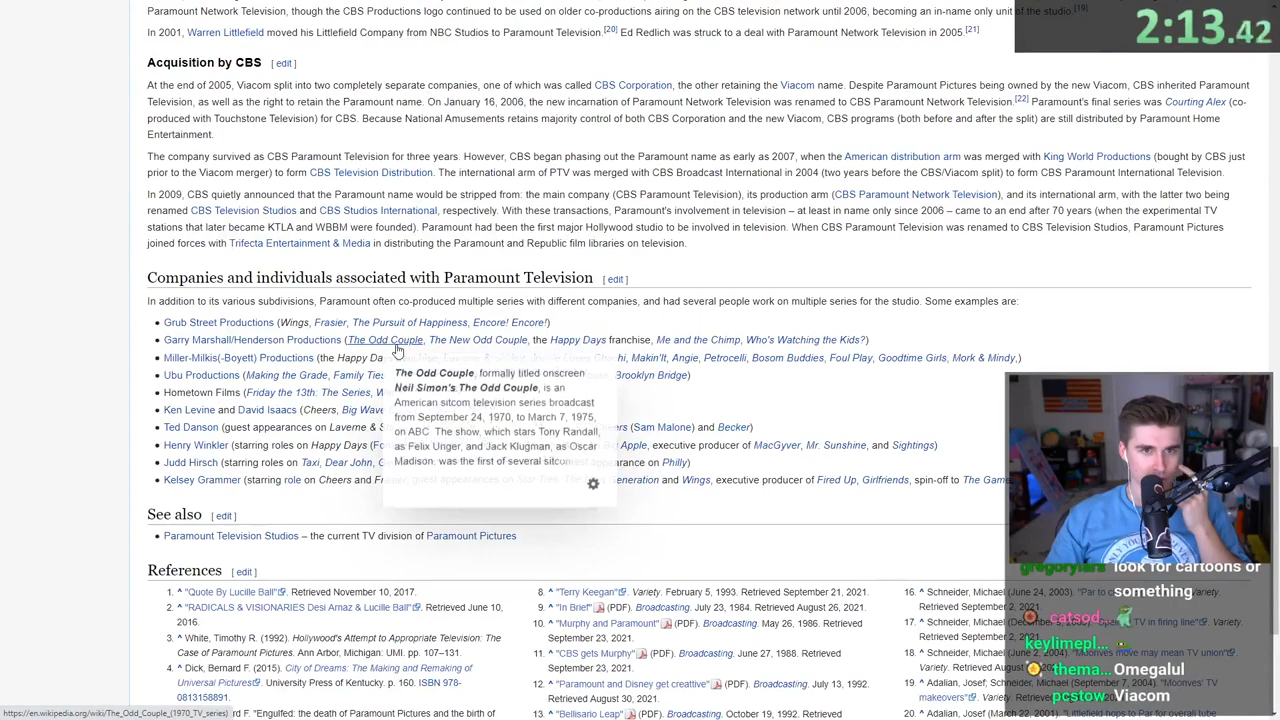 Paramount Network Television, though the CBS Productions logo continued to be used on older co-productions airing on the CBS television network until 2006, becoming an in-name only unit of the studio.[19]
2:13.42
In 2001, Warren Littlefield moved his Littlefield Company from NBC Studios to Paramount Television.[20] Ed Redlich was struck to a deal with Paramount Network Television in 2005.[21]
Acquisition by CBS [ edit ]
At the end of 2005, Viacom split into two completely separate companies, one of which was called CBS Corporation, the other retaining the Viacom name. Despite Paramount Pictures being owned by the new Viacom, CBS inherited Paramount
Television, as well as the right to retain the Paramount name. On January 16, 2006, the new incarnation of Paramount Network Television was renamed to CBS Paramount Network Television.[22] Paramount's final series was Courting Alex (co-
produced with Touchstone Television) for CBS. Because National Amusements retains majority control of both CBS Corporation and the new Viacom, CBS programs (both before and after the split) are still distributed by Paramount Home
Entertainment.
The company survived as CBS Paramount Television for three years. However, CBS began phasing out the Paramount name as early as 2007, when the American distribution arm was merged with King World Productions (bought by CBS just
prior to the Viacom merger) to form CBS Television Distribution. The international arm of PTV was merged with CBS Broadcast International in 2004 (two years before the CBS/Viacom split) to form CBS Paramount International Television.
In 2009, CBS quietly announced that the Paramount name would be stripped from: the main company (CBS Paramount Television), its production arm (CBS Paramount Network Television), and its international arm, with the latter two being
renamed CBS Television Studios and CBS Studios International, respectively. With these transactions, Paramount's involvement in television – at least in name only since 2006 – came to an end after 70 years (when the experimental TV
stations that later became KTLA and WBBM were founded). Paramount had been the first major Hollywood studio to be involved in television. When CBS Paramount Television was renamed to CBS Television Studios, Paramount Pictures
joined forces with Trifecta Entertainment & Media in distributing the Paramount and Republic film libraries on television.
Companies and individuals associated with Paramount Television [ edit ]
In addition to its various subdivisions, Paramount often co-produced multiple series with different companies, and had several people work on multiple series for the studio. Some examples are:
• Grub Street Productions (Wings, Frasier, The Pursuit of Happiness, Encore! Encore!)
• Garry Marshall/Henderson Productions (The Odd Couple, The New Odd Couple, the Happy Days franchise, Me and the Chimp, Who's Watching the Kids?)
• Miller-Milkis(-Boyett) Productions (the Happy Days, Makin'It, Angie, Petrocelli, Bosom Buddies, Foul Play, Goodtime Girls, Mork & Mindy,)
• Ubu Productions (Making the Grade, Family Ties Brooklyn Bridge)
• Hometown Films (Friday the 13th: The Series, W
• Ken Levine and David Isaacs (Cheers, Big Wave
• Ted Danson (guest appearances on Laverne & S (Sam Malone) and Becker)
• Henry Winkler (starring roles on Happy Days (Fon Apple, executive producer of MacGyver, Mr. Sunshine, and Sightings)
• Judd Hirsch (starring roles on Taxi, Dear John, appearance on Philly)
• Kelsey Grammer (starring role on Cheers and Frasier, guest appearances on Star Trek: The Generation and Wings, executive producer of Fired Up, Girlfriends, spin-off to The Game
The Odd Couple, formally titled onscreen
Neil Simon's The Odd Couple, is an
American sitcom television series broadcast
from September 24, 1970, to March 7, 1975,
on ABC. The show, which stars Tony Randall,
as Felix Unger, and Jack Klugman, as Oscar
Madison, was the first of several sitcom
See also [ edit ]
• Paramount Television Studios – the current TV division of Paramount Pictures
References [ edit ]
1. ^ "Quote By Lucille Ball". Retrieved November 10, 2017.
2. ^ "RADICALS & VISIONARIES Desi Arnaz & Lucille Ball". Retrieved June 10,
2016.
3. ^ White, Timothy R. (1992). Hollywood's Attempt to Appropriate Television: The
Case of Paramount Pictures. Ann Arbor, Michigan: UMI. pp. 107–131.
4. ^ Dick, Bernard F. (2015). City of Dreams: The Making and Remaking of
Universal Pictures. University Press of Kentucky. p. 160. ISBN 978-
0813158891.
rd F. "Engulfed: the death of Paramount Pictures and the birth of
8. ^ "Terry Keegan". Variety. February 5, 1993. Retrieved September 21, 2021.
9. ^ "In Brief" (PDF). Broadcasting. July 23, 1984. Retrieved August 26, 2021.
10. ^ "Murphy and Paramount" (PDF). Broadcasting. May 26, 1986. Retrieved
September 23, 2021.
11. ^ "CBS gets Murphy" (PDF). Broadcasting. June 27, 1988. Retrieved
September 23, 2021.
12. ^ "Paramount and Disney get creattive" (PDF). Broadcasting. July 13, 1992.
Retrieved August 30, 2021.
13. ^ "Bellisario Leap" (PDF). Broadcasting. October 19, 1992. Retrieved
16. ^ Schneider, Michael (June 24, 2003). "Par to c Variety.
Retrieved September 2, 2021.
17. ^ Schneider, Michael (December TV in firing line".
18. ^ Schneider, Michael (June 2, 2004). "Moonves move may mean TV union".
Variety. Retrieved
19. ^ Adalian, Josef; Schneider, Michael (September 7, 2004). "Moonves' TV
makeovers". Variety. Retrieved
20. ^ Adalian, Josef (March 22, 2001). "Littlefield hops to Par for overall tube
https://en.wikipedia.org/wiki/The_Odd_Couple_(1970_TV_series)
gregorylars look for cartoons or
something
catsod
keylimepl...
thema... Omegalul
pcstow Viacom